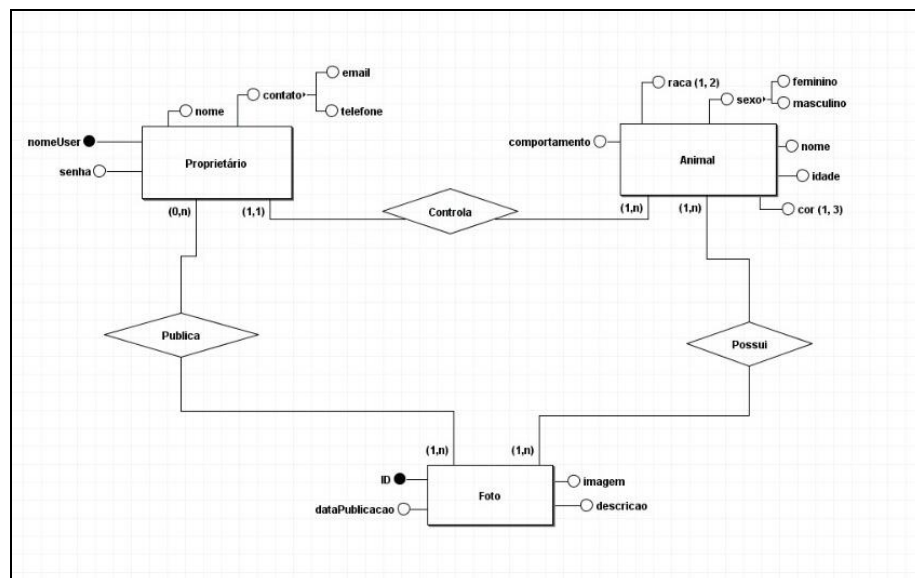 email
contato
telefone
nome
nomeUser
senha
Proprietário
(0,n)
(1,1)
raca (1, 2)
feminino
sexo
masculino
comportamento
Animal
nome
idade
cor (1, 3)
(1,n)
(1,n)
Controla
Publica
Possui
(1,n)
(1,n)
ID
dataPublicacao
Foto
imagem
descricao